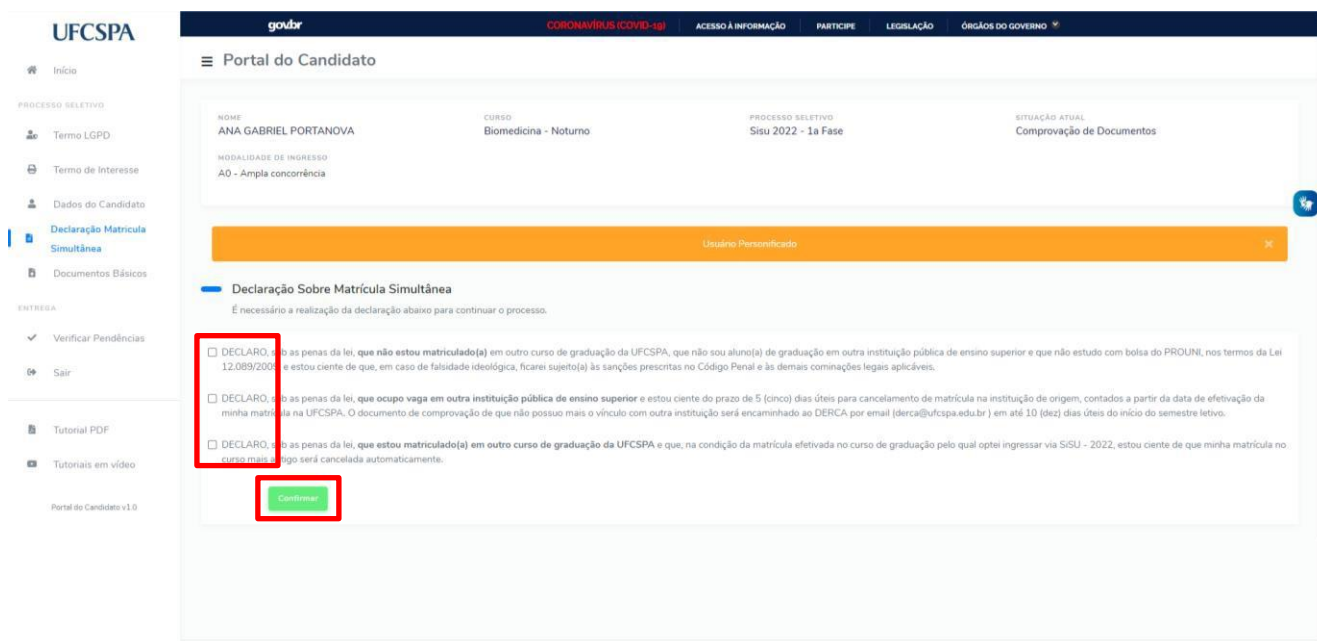 UFCSPA
Início
PROCESSO SELETIVO
Termo LGPD
Termo de Interesse
Dados do Candidato
Declaração Matricula
Simultânea
Documentos Básicos
ENTREGA
Verificar Pendências
Sair
Tutorial PDF
Tutoriais em vídeo
Portal do Candidato v1.0
govbr
CORONAVÍRUS (COVID-19)
ACESSO À INFORMAÇÃO
PARTICIPE
LEGISLAÇÃO
ÓRGÃOS DO GOVERNO
Portal do Candidato
NOME
ANA GABRIEL PORTANOVA
CURSO
Biomedicina - Noturno
PROCESSO SELETIVO
Sisu 2022 - 1a Fase
SITUAÇÃO ATUAL
Comprovação de Documentos
MODALIDADE DE INGRESSO
A0 - Ampla concorrência
Usuário Personificado
Declaração Sobre Matrícula Simultânea
É necessário a realização da declaração abaixo para continuar o processo.
DECLARO, sob as penas da lei, que não estou matriculado(a) em outro curso de graduação da UFCSPA, que não sou aluno(a) de graduação em outra instituição pública de ensino superior e que não estudo com bolsa do PROUNI, nos termos da Lei
12.089/2009, e estou ciente de que, em caso de falsidade ideológica, ficarei sujeito(a) às sanções prescritas no Código Penal e às demais cominações legais aplicáveis.
DECLARO, sob as penas da lei, que ocupo vaga em outra instituição pública de ensino superior e estou ciente do prazo de 5 (cinco) dias úteis para cancelamento de matrícula na instituição de origem, contados a partir da data de efetivação da
minha matrícula na UFCSPA. O documento de comprovação de que não possuo mais o vínculo com outra instituição será encaminhado ao DERCA por email (derca@ufcspa.edu.br ) em até 10 (dez) dias úteis do início do semestre letivo.
DECLARO, sob as penas da lei, que estou matriculado(a) em outro curso de graduação da UFCSPA e que, na condição da matrícula efetivada no curso de graduação pelo qual optei ingressar via SiSU - 2022, estou ciente de que minha matrícula no
curso mais antigo será cancelada automaticamente.
Confirmar